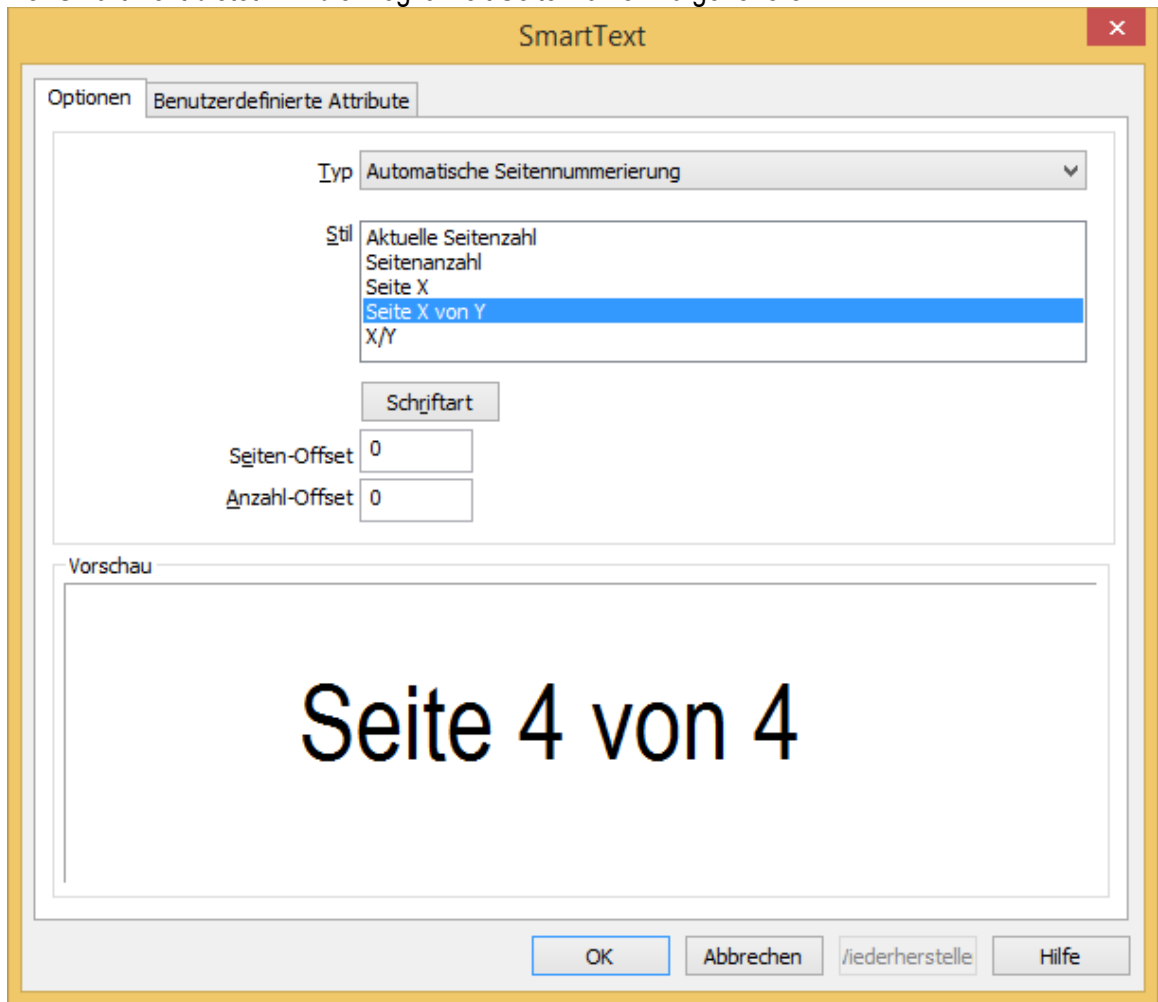 SmartText
Optionen Benutzerdefinierte Attribute
Typ Automatische Seitennummerierung
Stil Aktuelle Seitenzahl
Seitenanzahl
Seite X
Seite X von Y
X/Y
Schriftart
Seiten-Offset 0
Anzahl-Offset 0
Vorschau
Seite 4 von 4
OK Abbrechen iederherstelle Hilfe